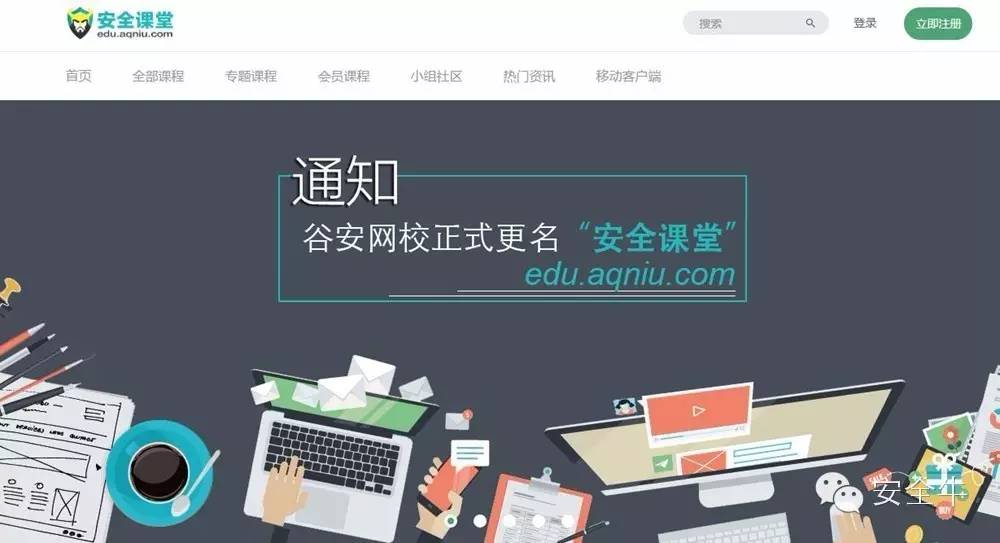 安全课堂
edu.aqniu.com
搜索
登录
立即注册
首页
全部课程
专题课程
会员课程
小组社区
热门资讯
移动客户端
通知
谷安网校正式更名“安全课堂”
edu.aqniu.com
安全牛
SALE
BUY